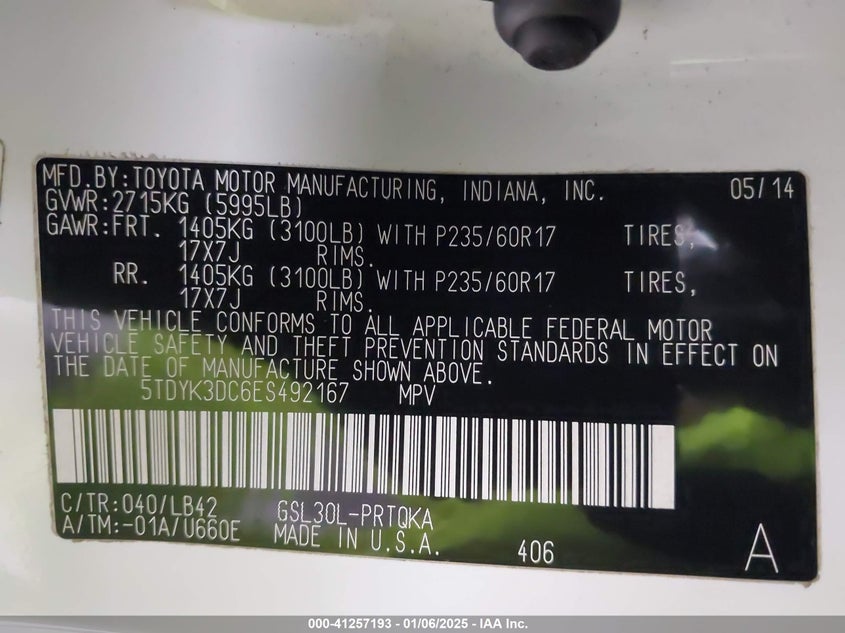 MFD.BY:TOYOTA MOTOR MANUFACTURING, INDIANA, INC. 05/14
GVWR:2715KG (5995LB)
GAWR:FRT. 1405KG (3100LB) WITH P235/60R17 TIRES,
17X7J RIMS.
RR. 1405KG (3100LB) WITH P235/60R17 TIRES,
17X7J RIMS.
THIS VEHICLE CONFORMS TO ALL APPLICABLE FEDERAL MOTOR
VEHICLE SAFETY AND THEFT PREVENTION STANDARDS IN EFFECT ON
THE DATE OF MANUFACTURE SHOWN ABOVE.
5TDYK3DC6ES492167 MPV
C/TR:040/LB42 GSL30L-PRTQKA
A/TM:-01A/U660E MADE IN U.S.A. 406 A
000-41257193 - 01/06/2025 - IAA Inc.